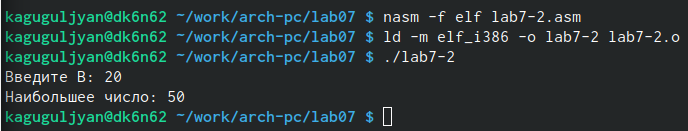 kaguguljyan@dk6n62 ~/work/arch-pc/lab07 $ nasm -f elf lab7-2.asm
kaguguljyan@dk6n62 ~/work/arch-pc/lab07 $ ld -m elf_i386 -o lab7-2 lab7-2.o
kaguguljyan@dk6n62 ~/work/arch-pc/lab07 $ ./lab7-2
Введите B: 20
Наибольшее число: 50
kaguguljyan@dk6n62 ~/work/arch-pc/lab07 $